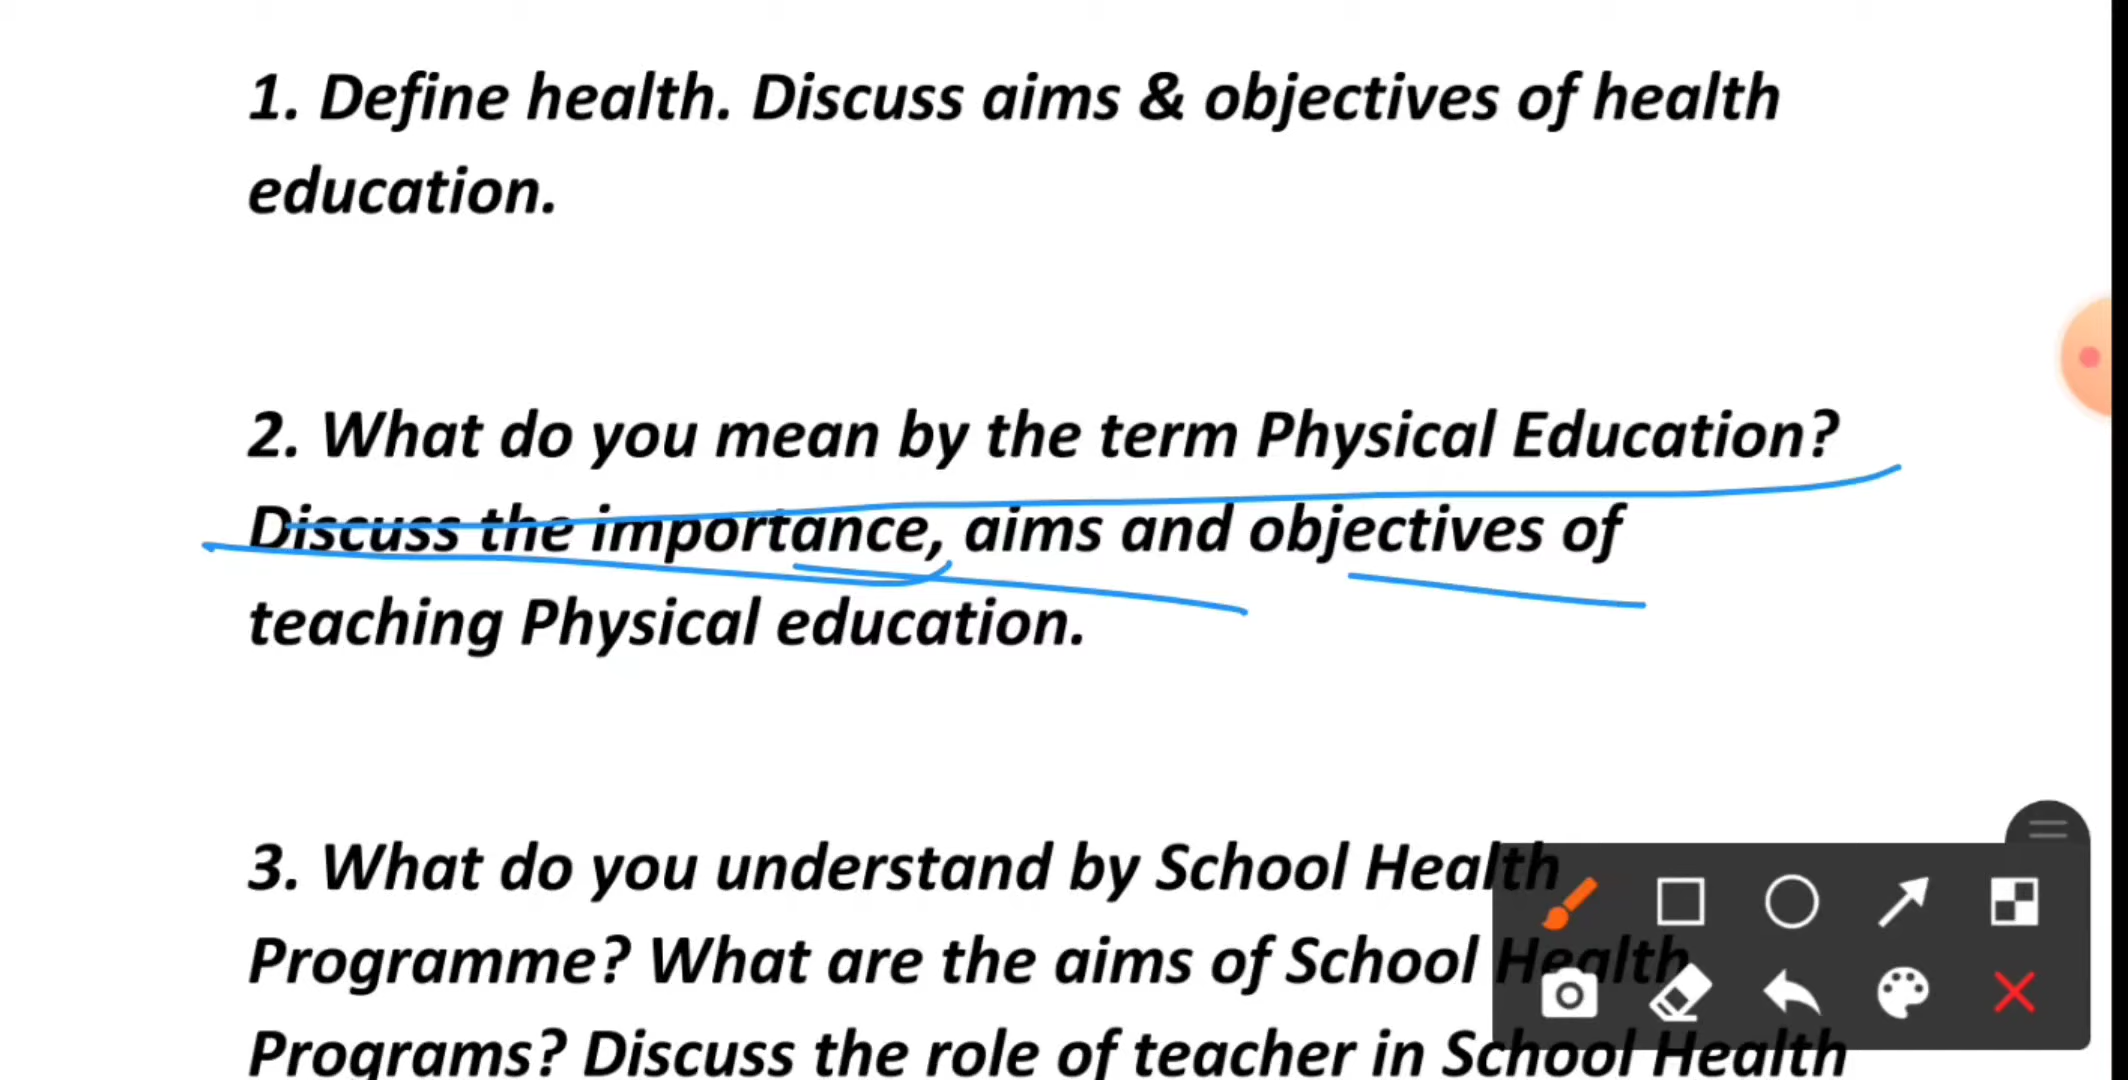 1. Define health. Discuss aims & objectives of health
education.
2. What do you mean by the term Physical Education?
Discuss the importance, aims and objectives of
teaching Physical education.
3. What do you understand by School Health
Programme? What are the aims of School Health
Programs? Discuss the role of teacher in School Health